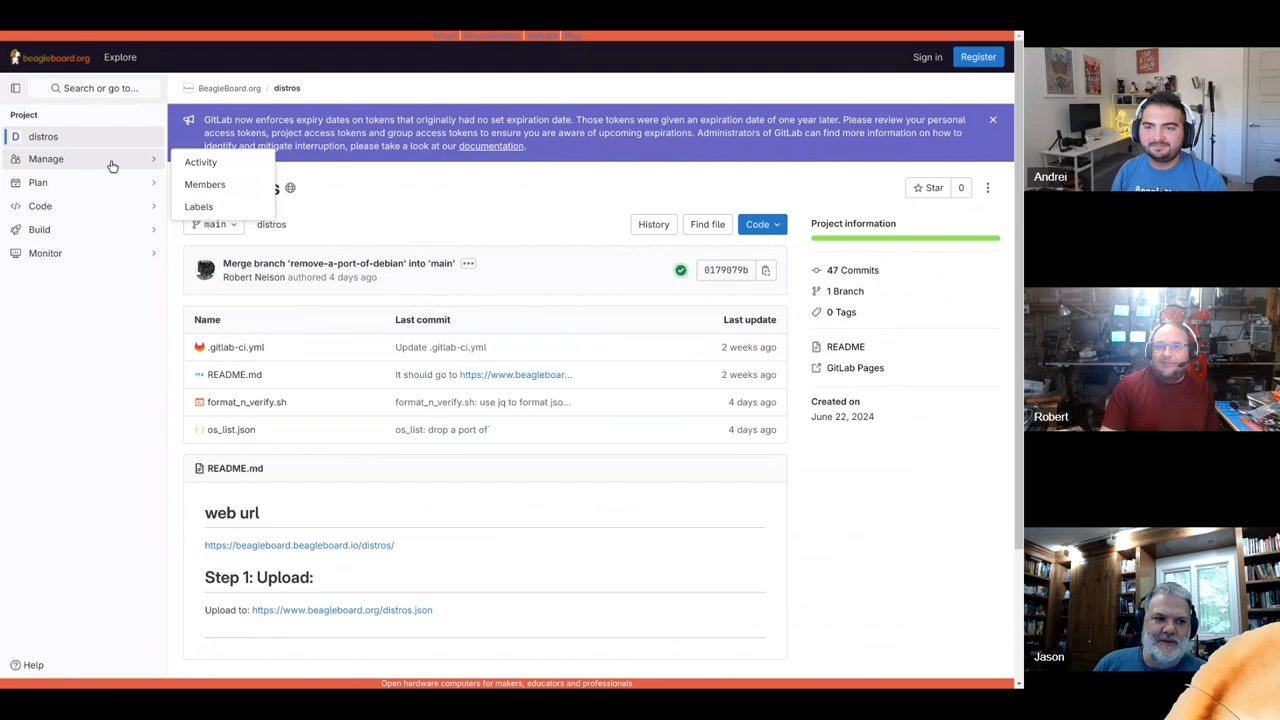 Forum | Documentation | Website | Blog
beagleboard.org
Explore
Sign in
Register
Search or go to...
BeagleBoard.org / distros
Project
D distros
Manage
Plan
Code
Build
Monitor
Activity
Members
Labels
GitLab now enforces expiry dates on tokens that originally had no set expiration date. Those tokens were given an expiration date of one year later. Please review your personal
access tokens, project access tokens and group access tokens to ensure you are aware of upcoming expirations. Administrators of GitLab can find more information on how to
identify and mitigate interruption, please take a look at our documentation.
s
Star 0
main
distros
History
Find file
Code
Merge branch 'remove-a-port-of-debian' into 'main'
Robert Nelson authored 4 days ago
0179079b
Name Last commit Last update
.gitlab-ci.yml Update .gitlab-ci.yml 2 weeks ago
README.md It should go to https://www.beagleboar... 2 weeks ago
format_n_verify.sh format_n_verify.sh: use jq to format jso... 4 days ago
os_list.json os_list: drop a port of` 4 days ago
README.md
web url
https://beagleboard.beagleboard.io/distros/
Step 1: Upload:
Upload to: https://www.beagleboard.org/distros.json
Project information
47 Commits
1 Branch
0 Tags
README
GitLab Pages
Created on
June 22, 2024
Help
Open hardware computers for makers, educators and professionals
Andrei
Robert
Jason